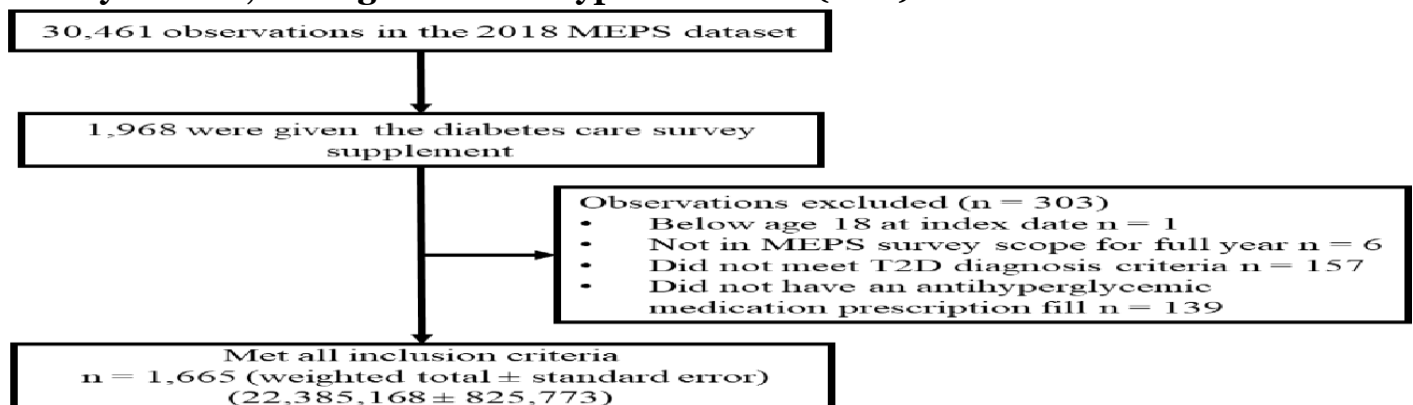 30,461 observations in the 2018 MEPS dataset
1,968 were given the diabetes care survey
supplement
Observations excluded (n = 303)
• Below age 18 at index date n = 1
• Not in MEPS survey scope for full year n = 6
• Did not meet T2D diagnosis criteria n = 157
• Did not have an antihyperglycemic
medication prescription fill n = 139
Met all inclusion criteria
n = 1,665 (weighted total ± standard error)
(22,385,168 ± 825,773)